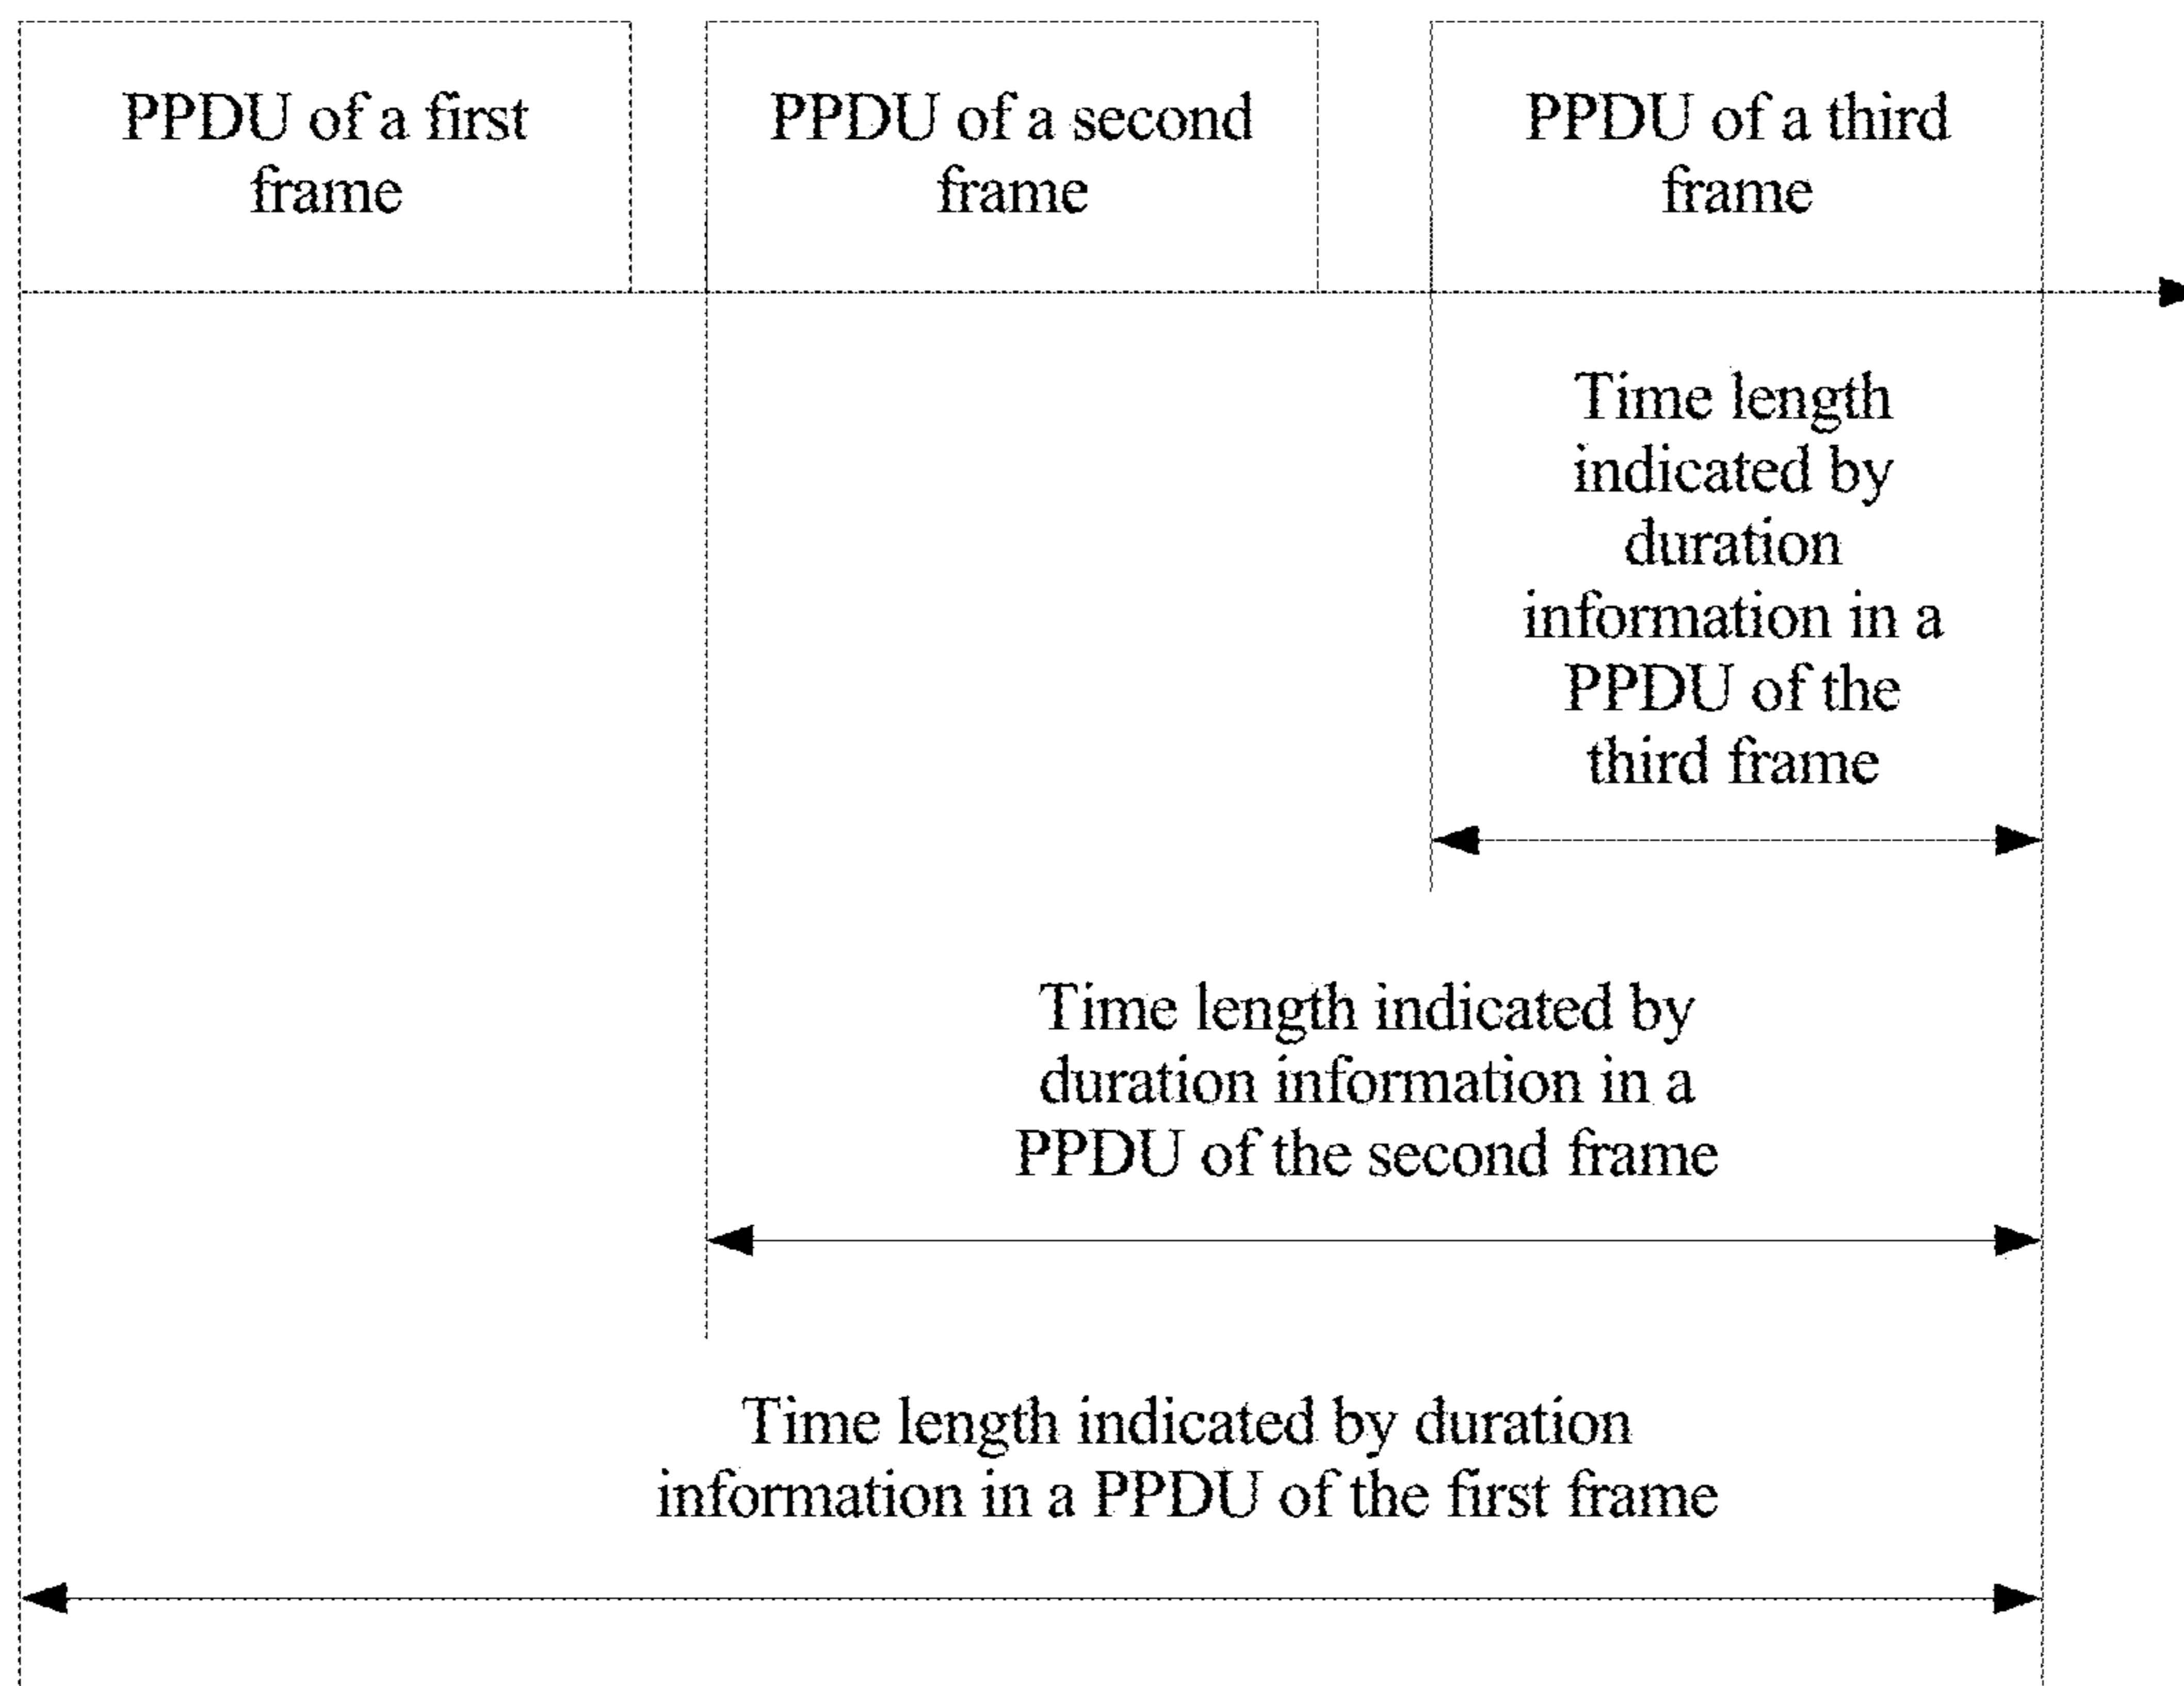 PPDU of a first
frame
PPDU of a second
frame
PPDU of a third
frame
Time length
indicated by
duration
information in a
PPDU of the
third frame
Time length indicated by
duration information in a
PPDU of the second frame
Time length indicated by duration
information in a PPDU of the first frame